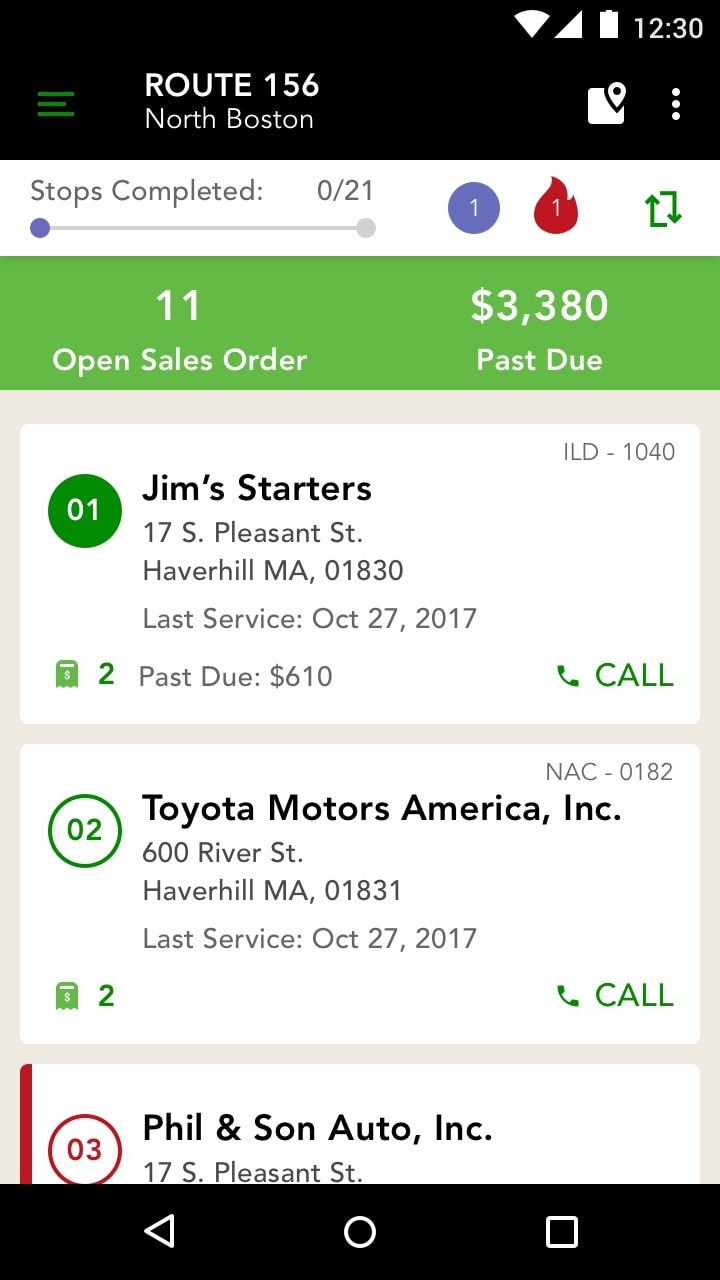 12:30
ROUTE 156
North Boston
Stops Completed: 0/21
1 1
11 $3,380
Open Sales Order Past Due
ILD - 1040
01 Jim’s Starters
17 S. Pleasant St.
Haverhill MA, 01830
Last Service: Oct 27, 2017
$ 2 Past Due: $610 CALL
NAC - 0182
02 Toyota Motors America, Inc.
600 River St.
Haverhill MA, 01831
Last Service: Oct 27, 2017
$ 2 CALL
03 Phil & Son Auto, Inc.
17 S. Pleasant St.